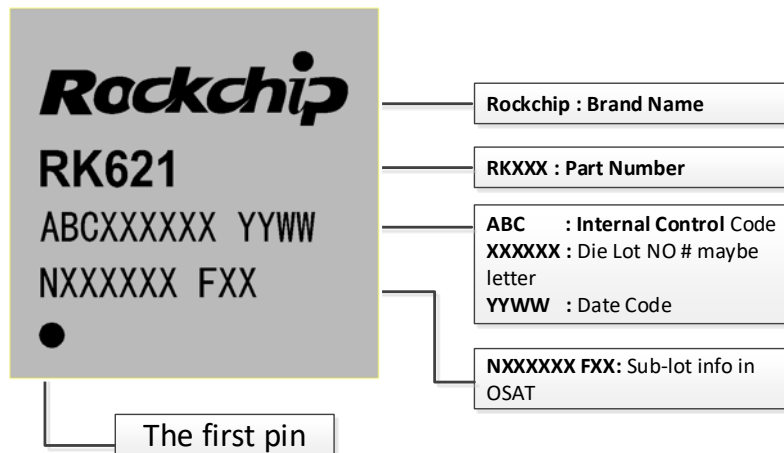 Rockchip
RK621
ABCXXXXXX YYWW
NXXXXXX FXX
Rockchip : Brand Name
RKXXX : Part Number
ABC : Internal Control Code
XXXXXX : Die Lot NO # maybe
letter
YYWW : Date Code
NXXXXXX FXX: Sub-lot info in
OSAT
The first pin